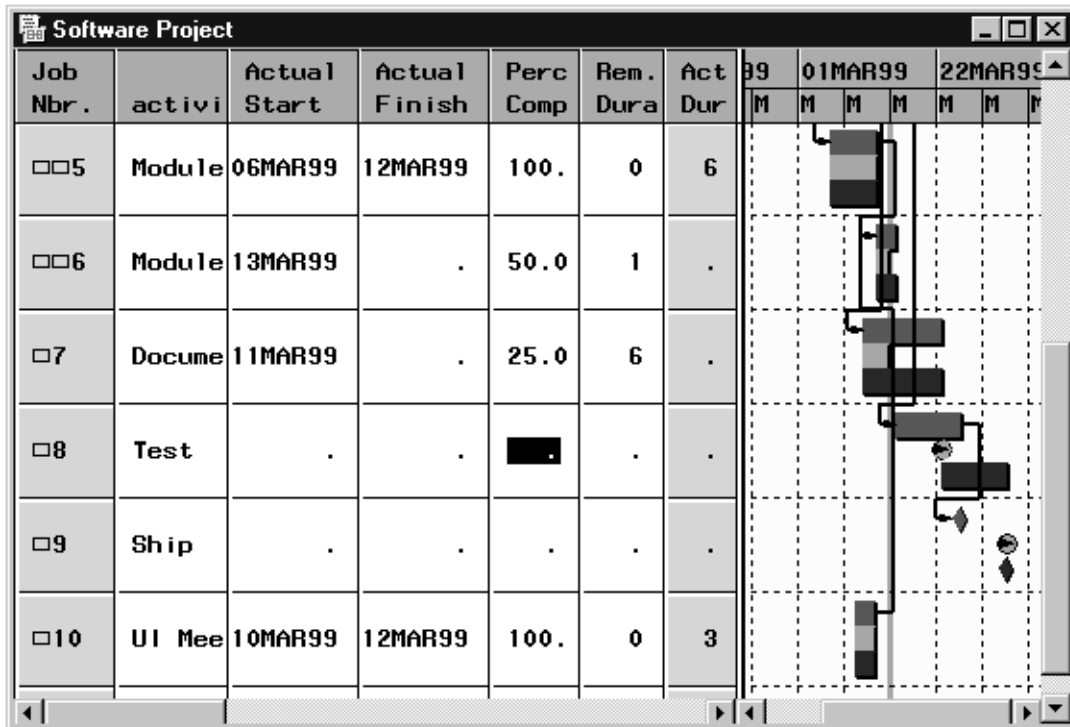 Software Project
Job Nbr. activi Actual Start Actual Finish Perc Comp Rem. Dura Act Dur 99 01MAR99 22MAR99
M M M M M M M
5 Module 06MAR99 12MAR99 100. 0 6
6 Module 13MAR99 . 50.0 1 .
7 Docume 11MAR99 . 25.0 6 .
8 Test . . . . .
9 Ship . . . . .
10 UI Mee 10MAR99 12MAR99 100. 0 3